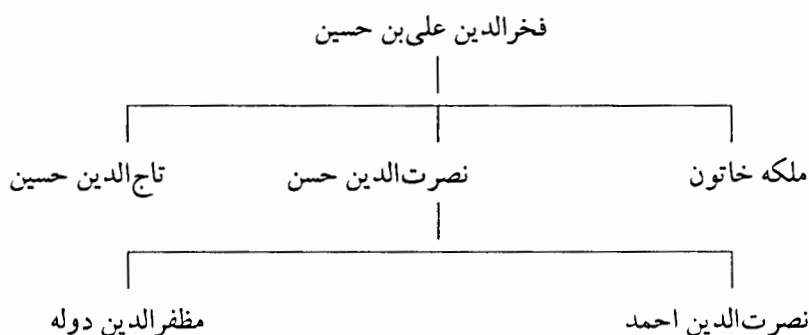 فخرالدین علی‌بن حسین
ملکه خاتون نصرت‌الدین حسن تاج‌الدین حسین
نصرت‌الدین احمد مظفرالدین دوله